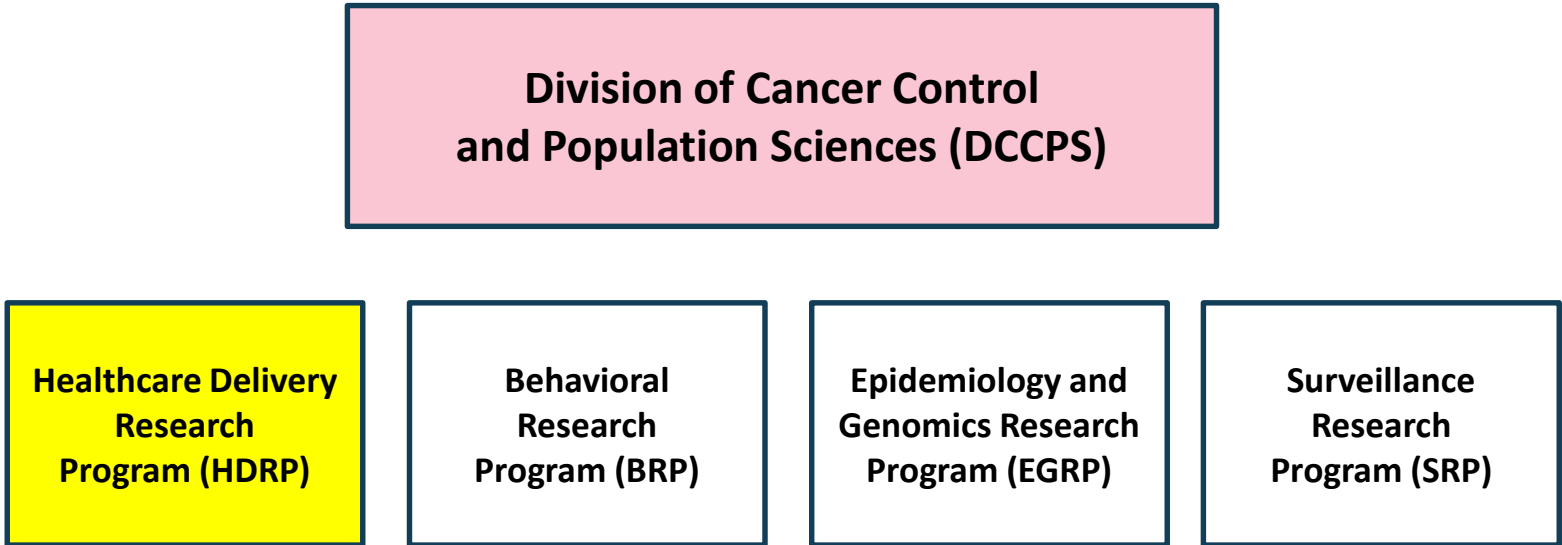 Division of Cancer Control
and Population Sciences (DCCPS)
Healthcare Delivery
Research
Program (HDRP)
Behavioral
Research
Program (BRP)
Epidemiology and
Genomics Research
Program (EGRP)
Surveillance
Research
Program (SRP)